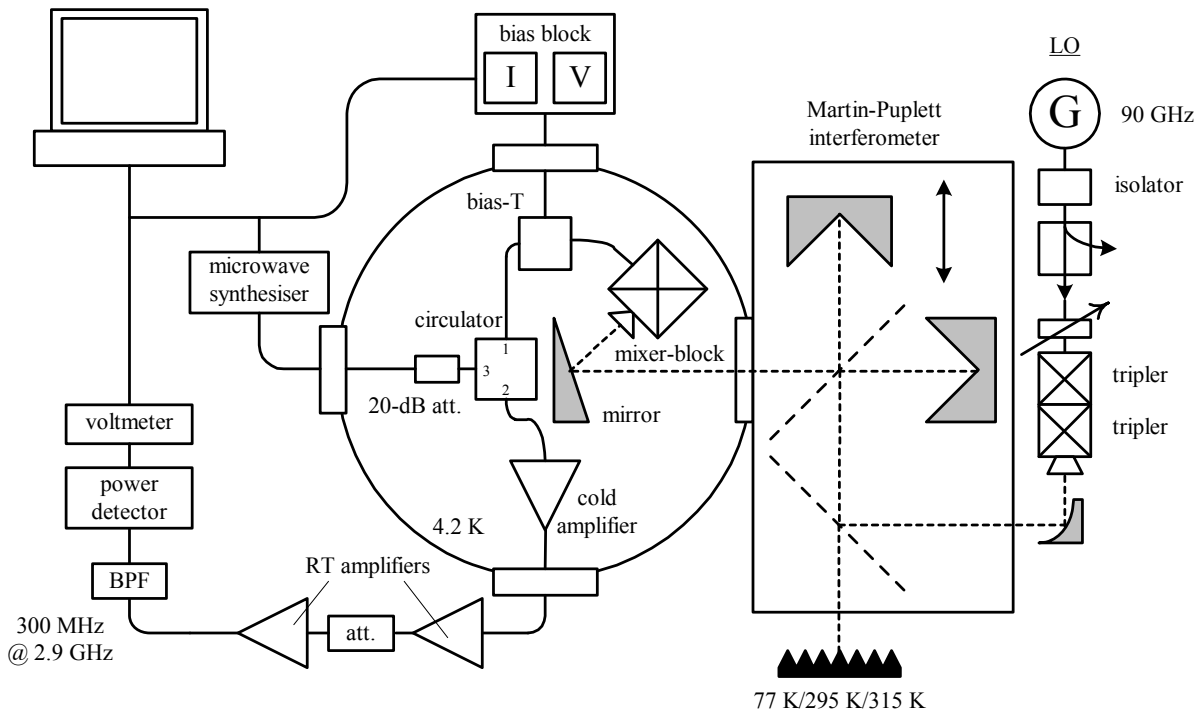 bias block
I V
LO
G
90 GHz
Martin-Puplett
interferometer
isolator
bias-T
microwave
synthesiser
circulator
1
3
2
mixer-block
20-dB att.
mirror
tripler
tripler
voltmeter
power
detector
cold
amplifier
4.2 K
RT amplifiers
BPF
att.
300 MHz
@ 2.9 GHz
77 K/295 K/315 K